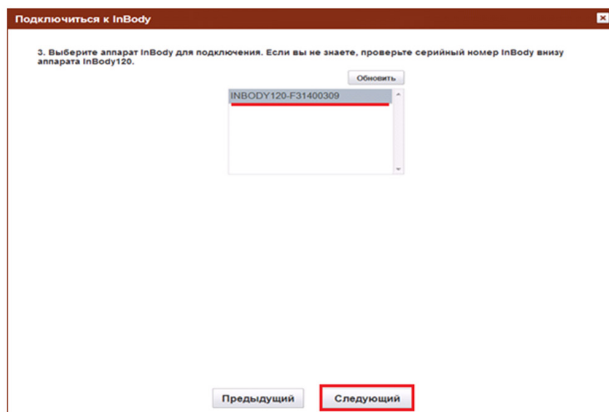 Подключиться к InBody
3. Выберите аппарат InBody для подключения. Если вы не знаете, проверьте серийный номер InBody внизу
аппарата InBody120.
Обновить
INBODY120-F31400309
Предыдущий
Следующий